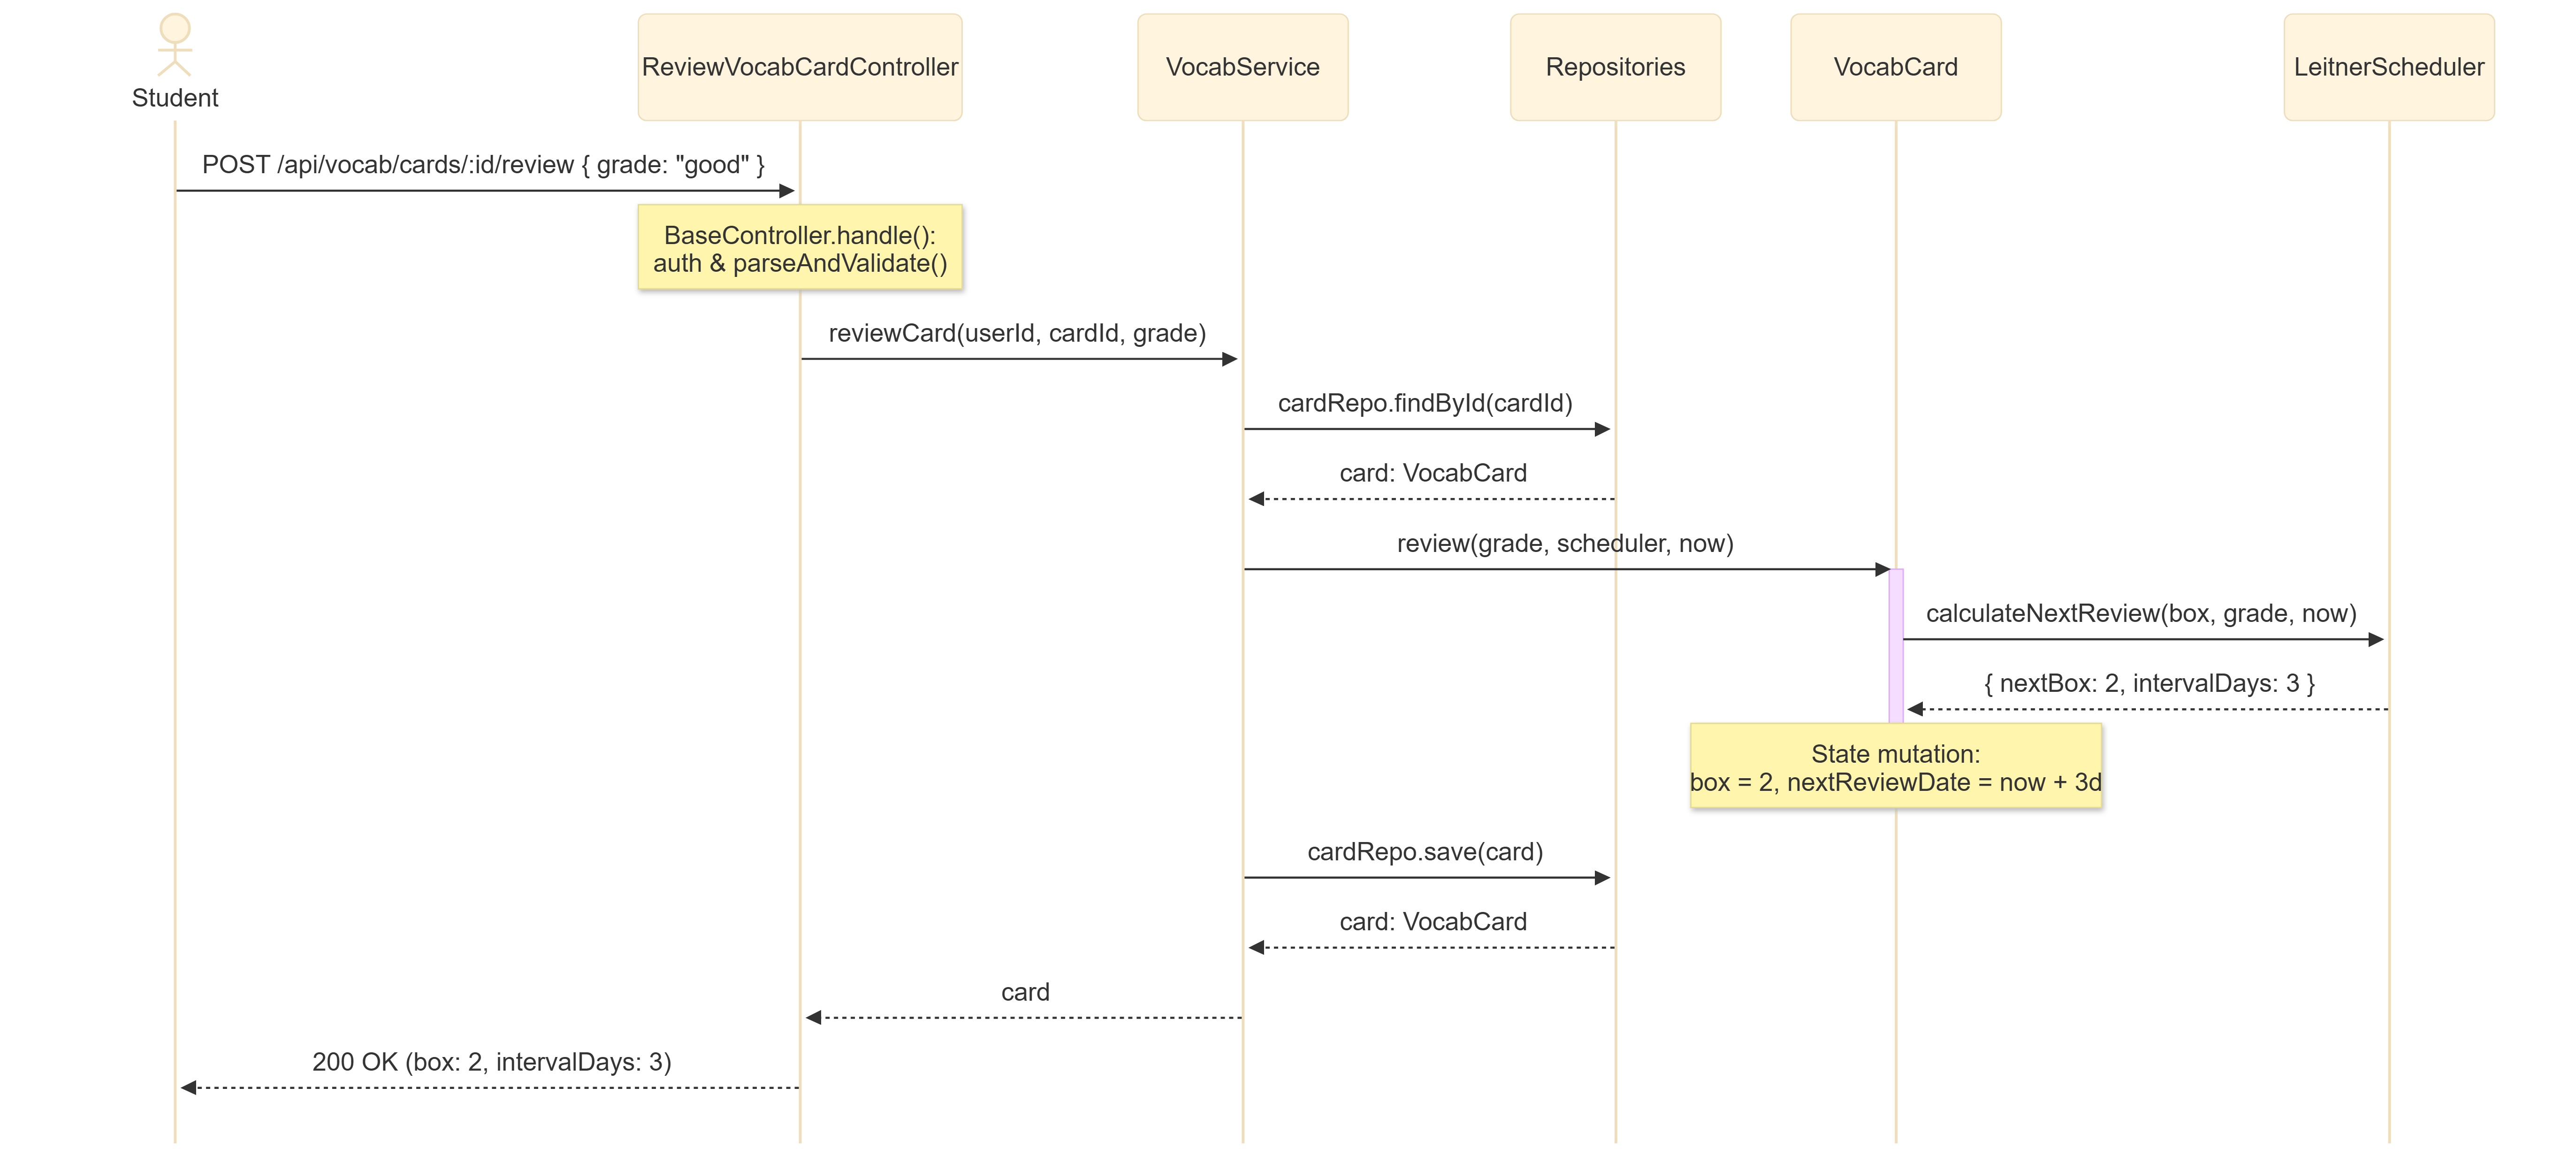 Student
ReviewVocabCardController
VocabService
Repositories
VocabCard
LeitnerScheduler
POST /api/vocab/cards/:id/review { grade: "good" }
BaseController.handle():
auth & parseAndValidate()
reviewCard(userId, cardId, grade)
cardRepo.findById(cardId)
card: VocabCard
review(grade, scheduler, now)
calculateNextReview(box, grade, now)
{ nextBox: 2, intervalDays: 3 }
State mutation:
box = 2, nextReviewDate = now + 3d
cardRepo.save(card)
card: VocabCard
card
200 OK (box: 2, intervalDays: 3)